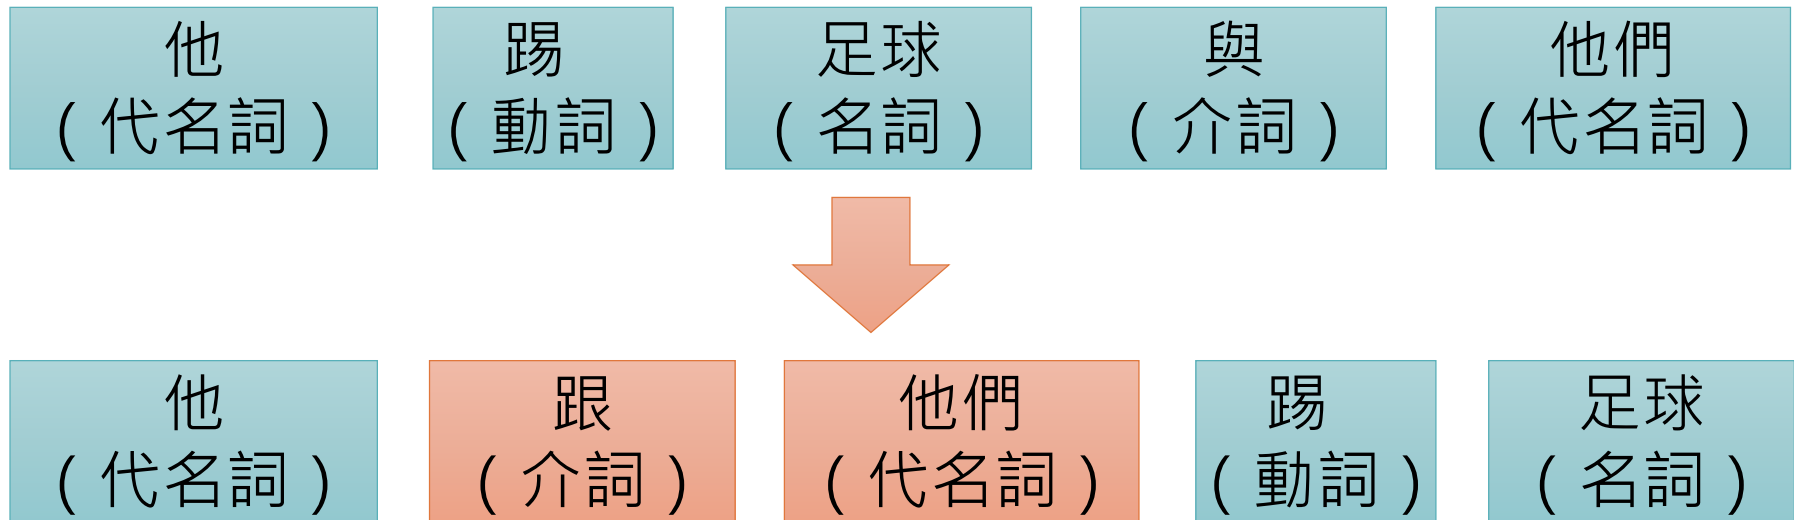 他 踢 足球 與 他們
(代名詞) (動詞) (名詞) (介詞) (代名詞)
他 跟 他們 踢 足球
(代名詞) (介詞) (代名詞) (動詞) (名詞)